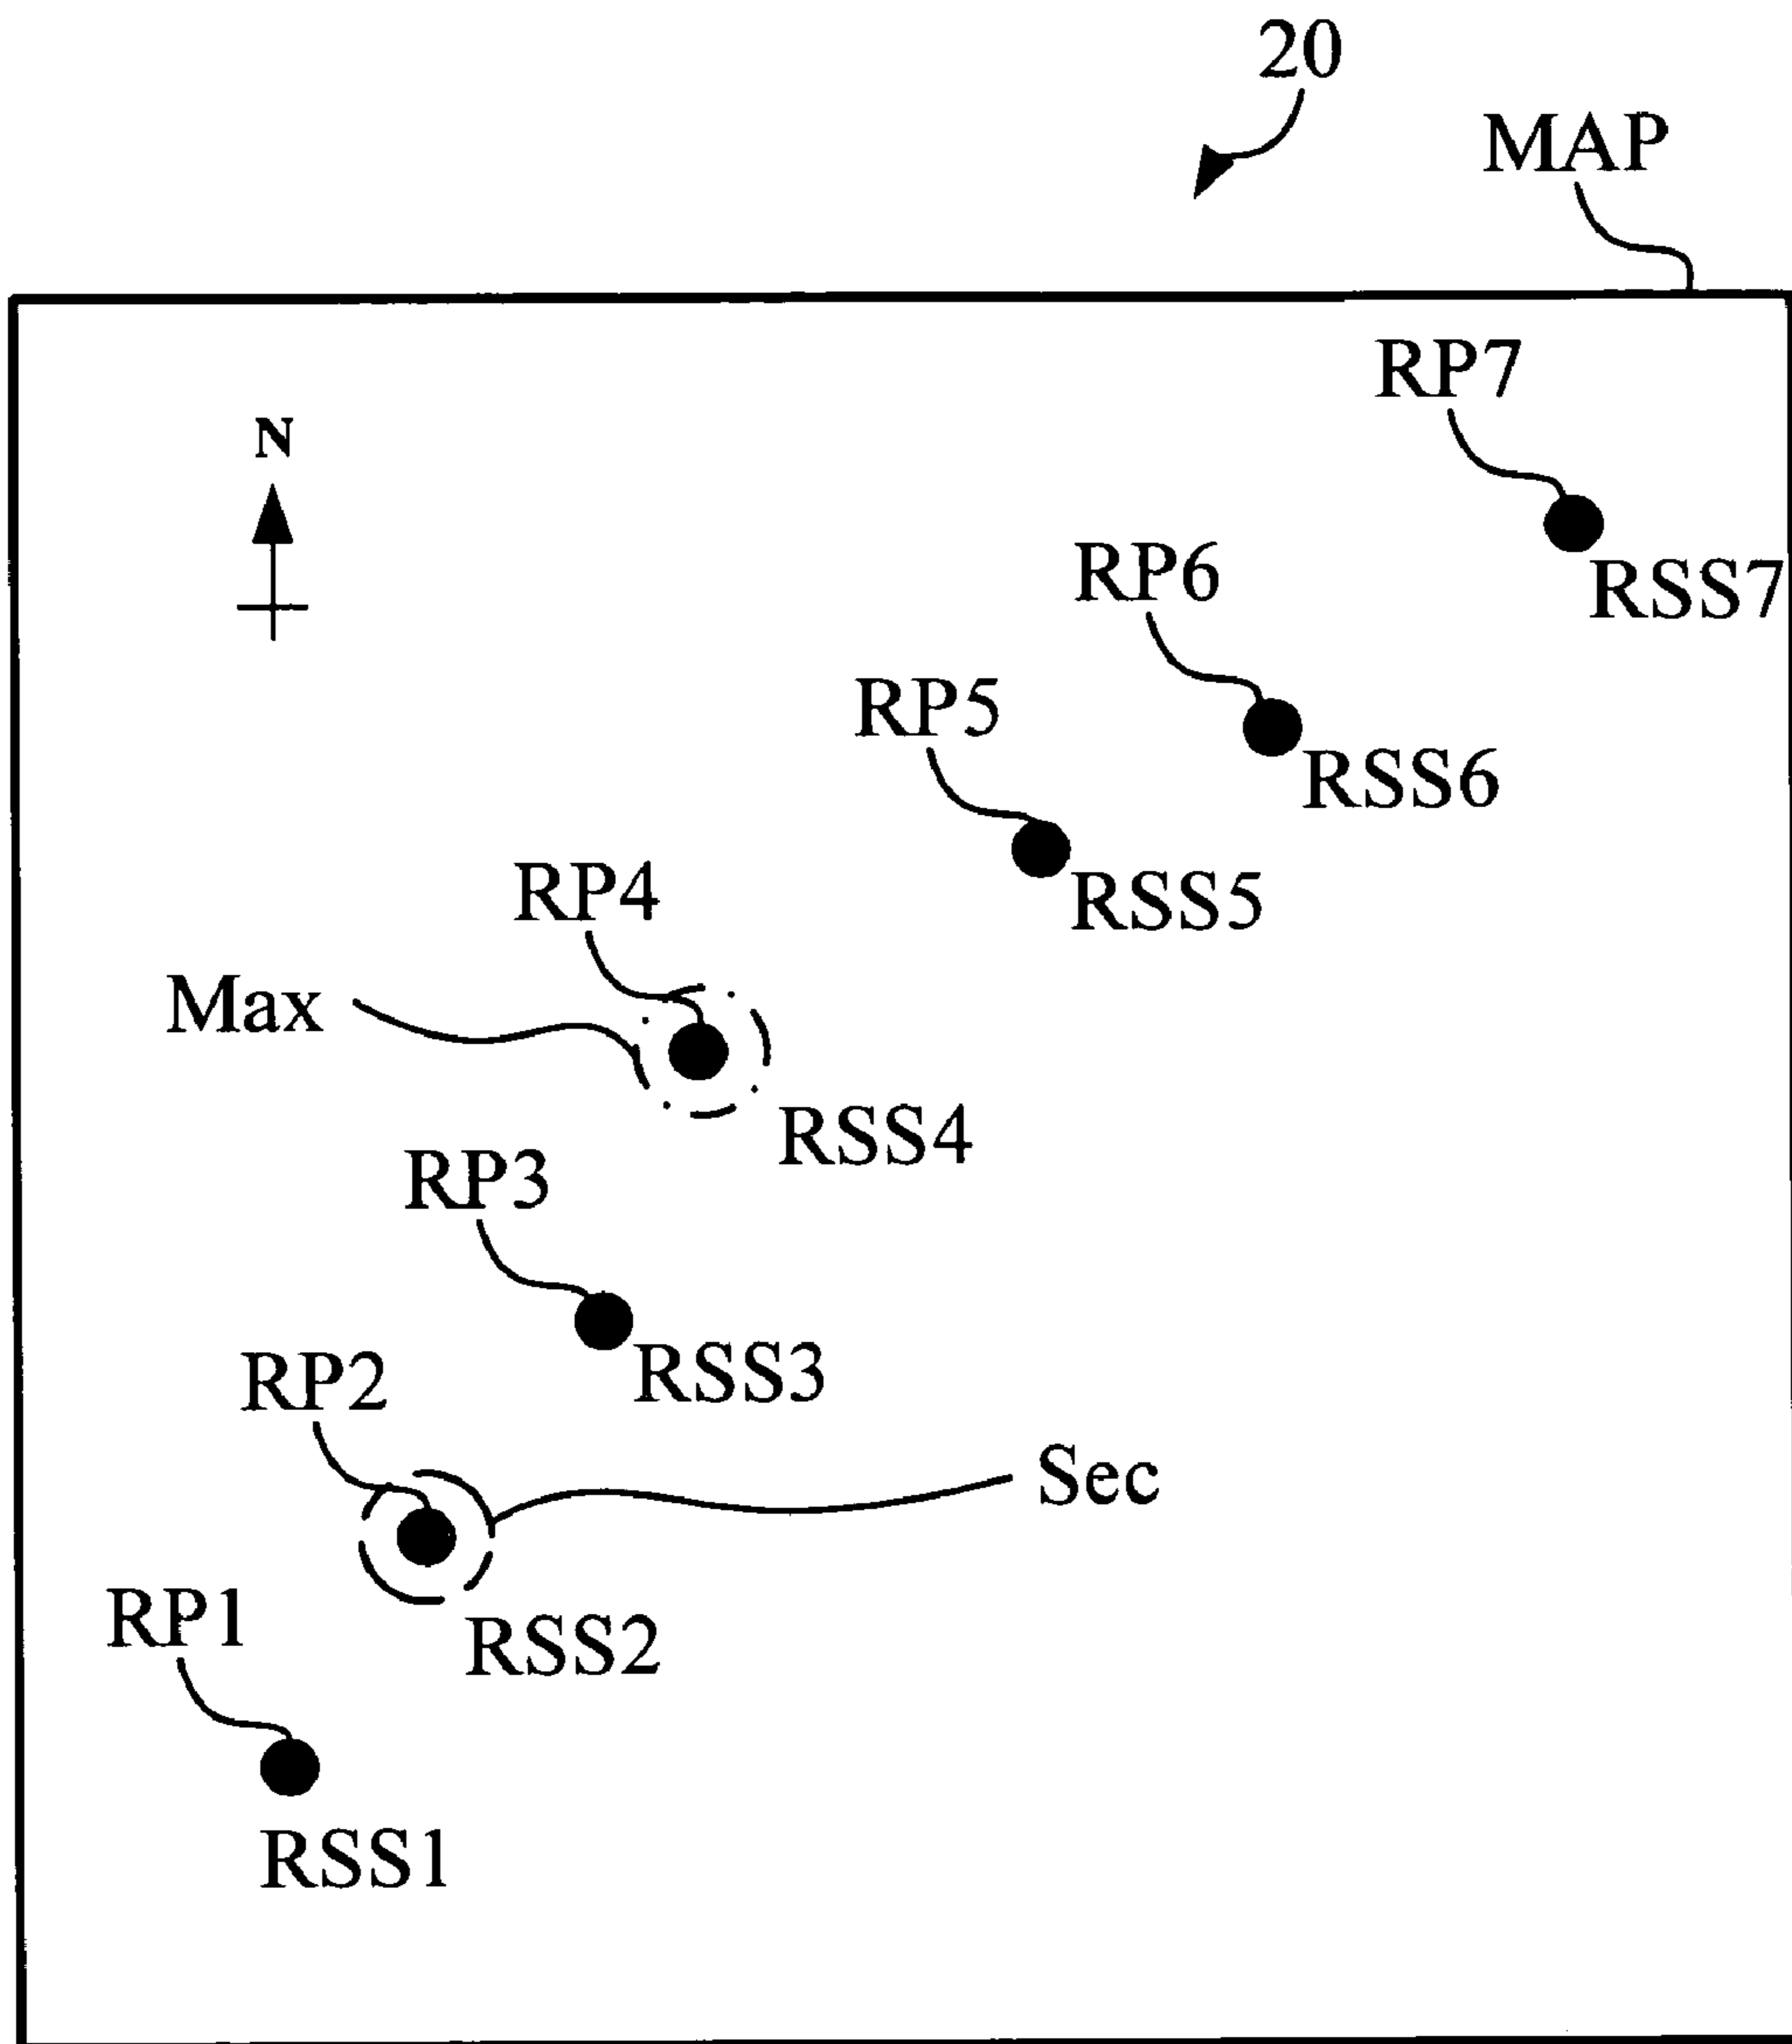 20
MAP
RP7
N
RSS7
RP6
RP5
RSS6
RP4
RSS5
Max
RSS4
RP3
RSS3
RP2
Sec
RP1
RSS2
RSS1